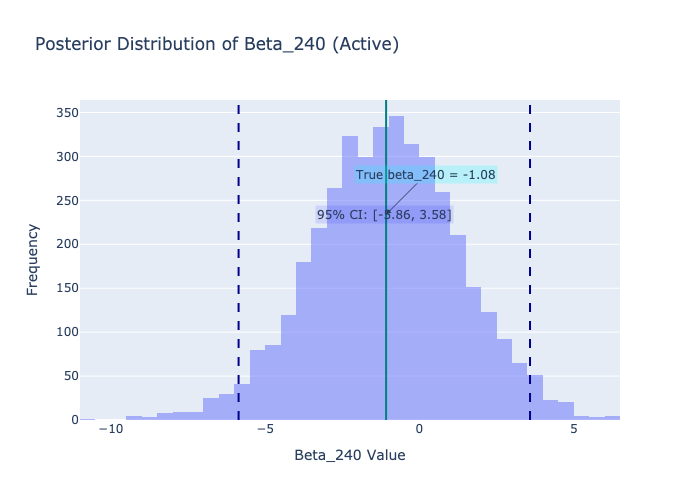 Posterior Distribution of Beta_240 (Active)
350
300
250
200
150
100
50
0
Frequency
True beta_240 = -1.08
95% CI: [-5.86, 3.58]
−10
−5
0
5
Beta_240 Value